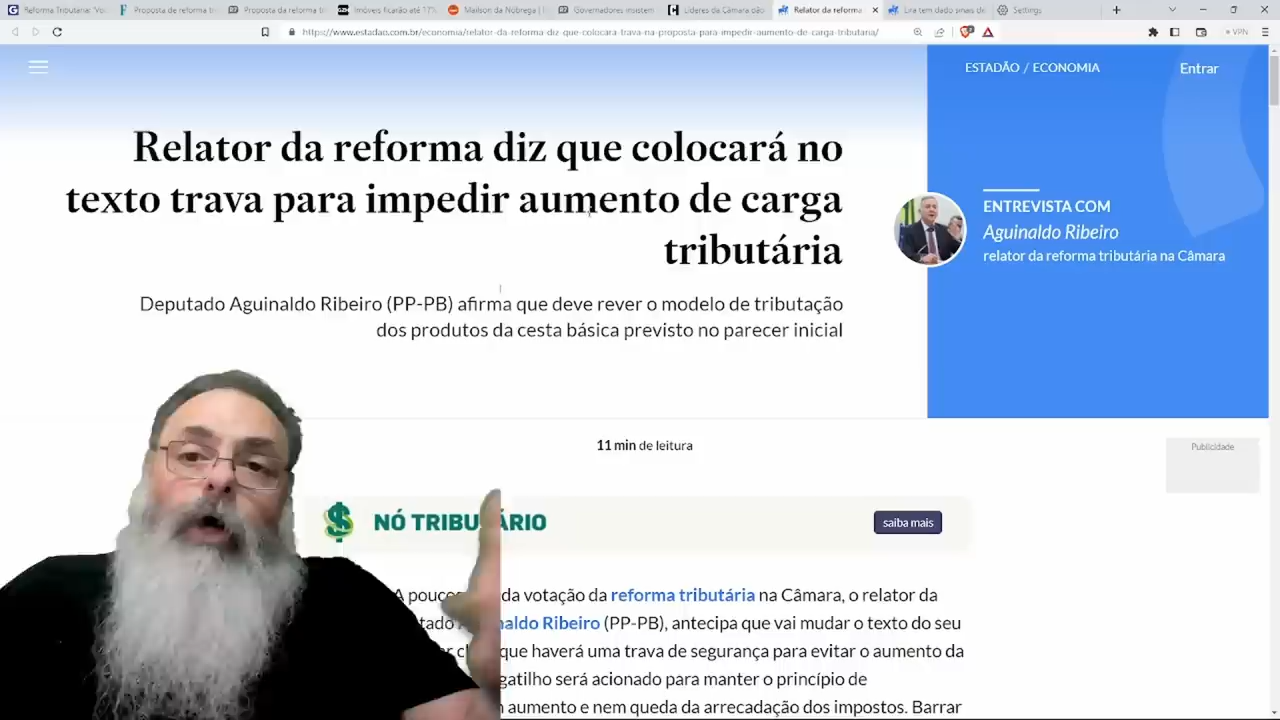 Reforma Tributária: 'Vo
Proposta de reforma tr
Proposta da reforma tri
Imóveis ficarão até 17%
Maílson da Nóbrega |
Governadores insistem
Líderes da Câmara dão
Relator da reforma
Lira tem dado sinais de
Settings
https://www.estadao.com.br/economia/relator-da-reforma-diz-que-colocara-trava-na-proposta-para-impedir-aumento-de-carga-tributaria/
VPN
ESTADÃO / ECONOMIA
Entrar
Relator da reforma diz que colocará no
texto trava para impedir aumento de carga
tributária
Deputado Aguinaldo Ribeiro (PP-PB) afirma que deve rever o modelo de tributação
dos produtos da cesta básica previsto no parecer inicial
ENTREVISTA COM
Aguinaldo Ribeiro
relator da reforma tributária na Câmara
11 min de leitura
Publicidade
NÓ TRIBUTÁRIO
saiba mais
A pouco da votação da reforma tributária na Câmara, o relator da
naldo Ribeiro (PP-PB), antecipa que vai mudar o texto do seu
que haverá uma trava de segurança para evitar o aumento da
gatilho será acionado para manter o princípio de
aumento e nem queda da arrecadação dos impostos. Barrar